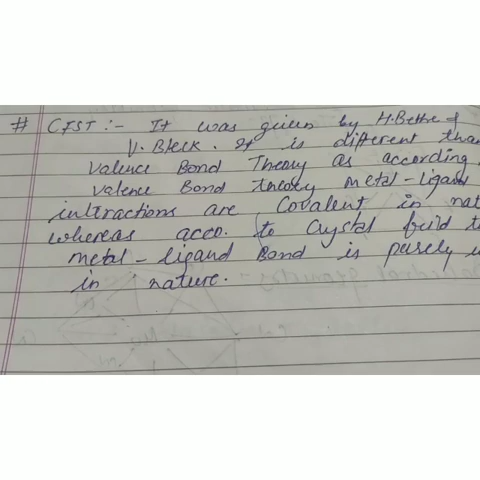 # CFST :- It was given by H.Bethe &
V. Bleck. It is different than
Valence Bond Theory as according
Valence Bond theory metal-ligand
interactions are Covalent in nat
whereas acco. to Crystal feild t
metal-ligand Bond is purely i
in nature.